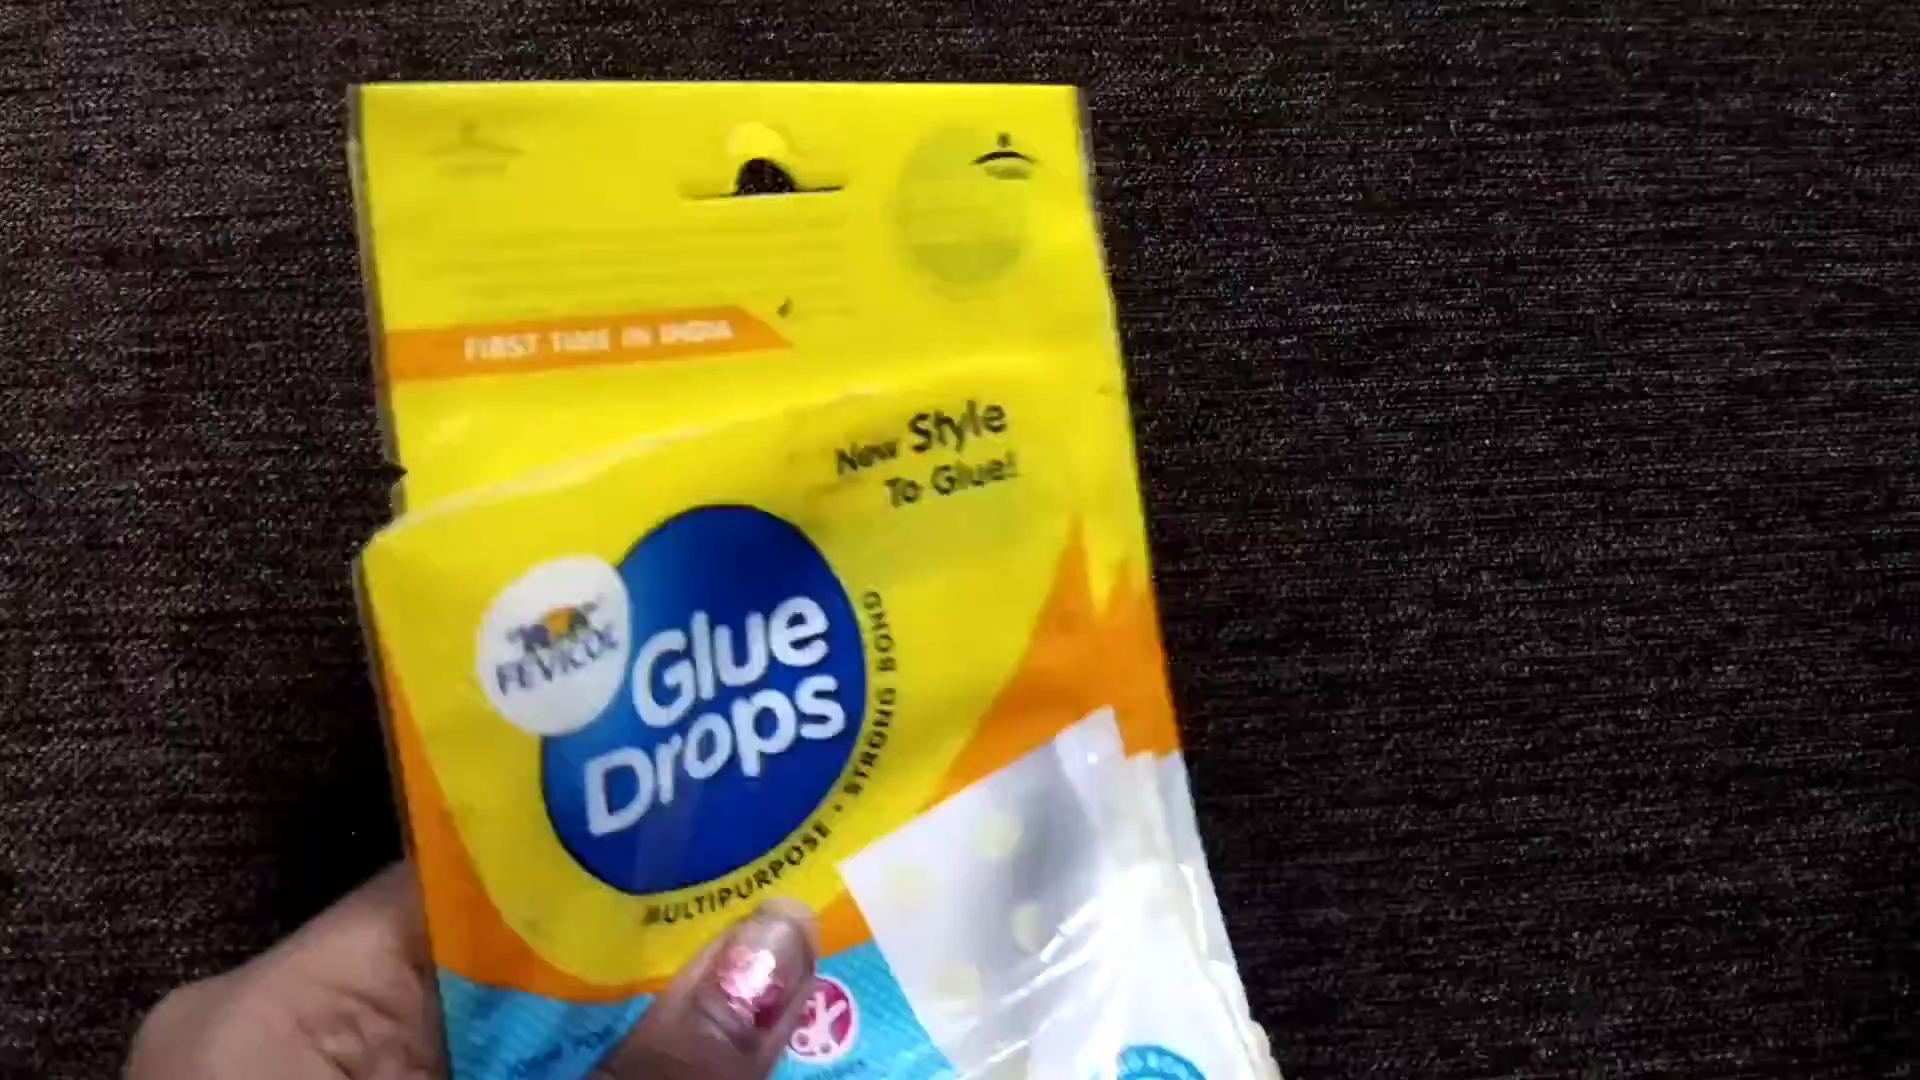 FIRST TIME IN INDIA
New Style
To Glue!
FEVICOL
Glue
Drops
MULTIPURPOSE • STRONG BOND